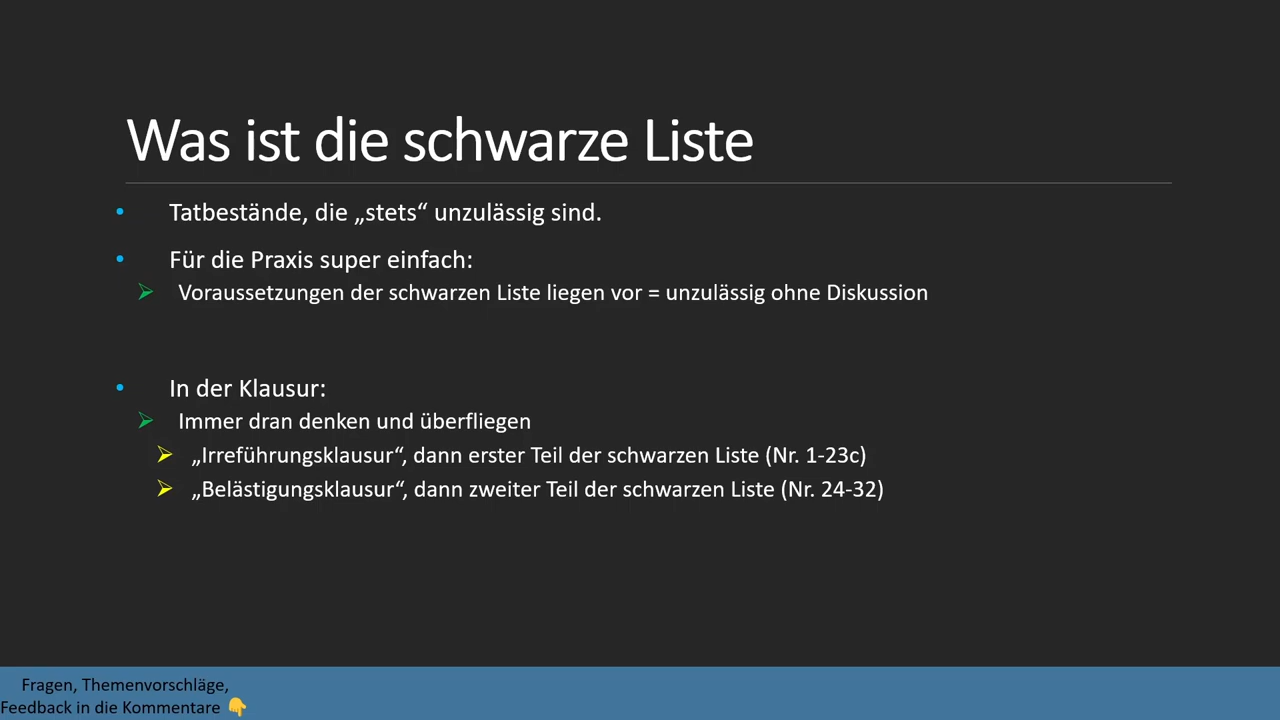 Was ist die schwarze Liste
• Tatbestände, die „stets“ unzulässig sind.
• Für die Praxis super einfach:
➢ Voraussetzungen der schwarzen Liste liegen vor = unzulässig ohne Diskussion
• In der Klausur:
➢ Immer dran denken und überfliegen
➢ „Irreführungsklausur“, dann erster Teil der schwarzen Liste (Nr. 1-23c)
➢ „Belästigungsklausur“, dann zweiter Teil der schwarzen Liste (Nr. 24-32)
Fragen, Themenvorschläge,
Feedback in die Kommentare 👇